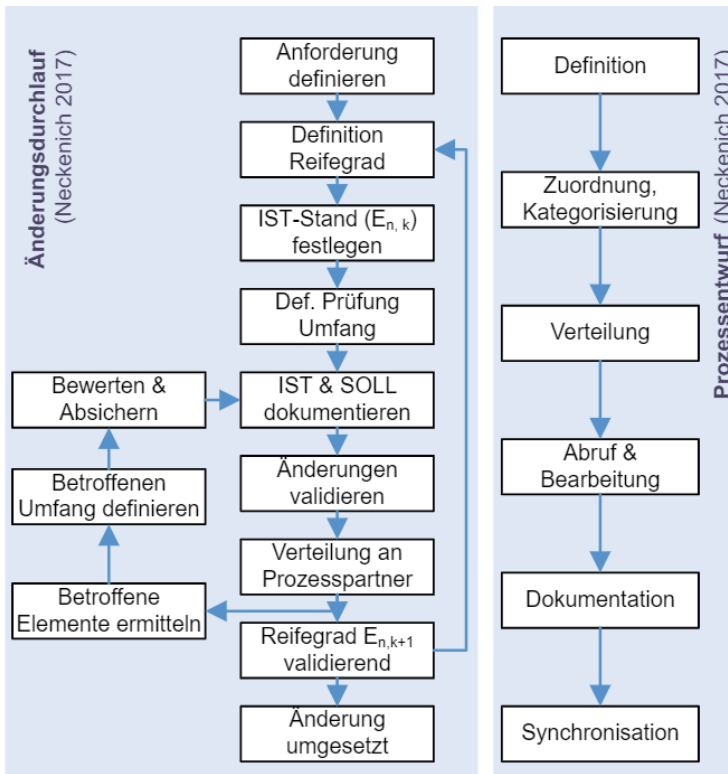 Änderungsdurchlauf
(Neckenich 2017)
Anforderung
definieren
Definition
Reifegrad
IST-Stand (En, k)
festlegen
Def. Prüfung
Umfang
IST & SOLL
dokumentieren
Änderungen
validieren
Verteilung an
Prozesspartner
Reifegrad En,k+1
validierend
Änderung
umgesetzt
Bewerten &
Absichern
Betroffenen
Umfang definieren
Betroffene
Elemente ermitteln
Definition
Zuordnung,
Kategorisierung
Verteilung
Abruf &
Bearbeitung
Dokumentation
Synchronisation
Prozessentwurf (Neckenich 2017)